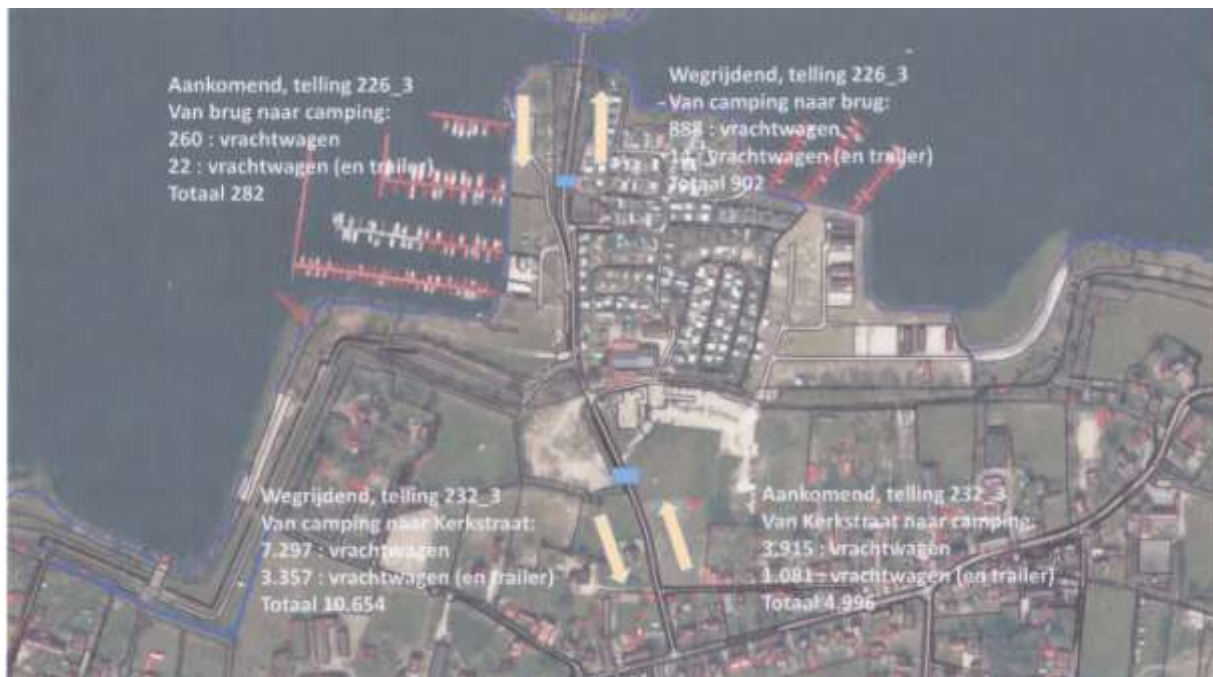 Aankomend, telling 226_3
Van brug naar camping:
260 : vrachtwagen
22 : vrachtwagen (en trailer)
Totaal 282
Wegrijdend, telling 226_3
Van camping naar brug:
888 : vrachtwagen
14 : vrachtwagen (en trailer)
Totaal 902
Wegrijdend, telling 232_3
Van camping naar Kerkstraat:
7.297 : vrachtwagen
3.357 : vrachtwagen (en trailer)
Totaal 10.654
Aankomend, telling 232_3
Van Kerkstraat naar camping:
3.915 : vrachtwagen
1.081 : vrachtwagen (en trailer)
Totaal 4.996